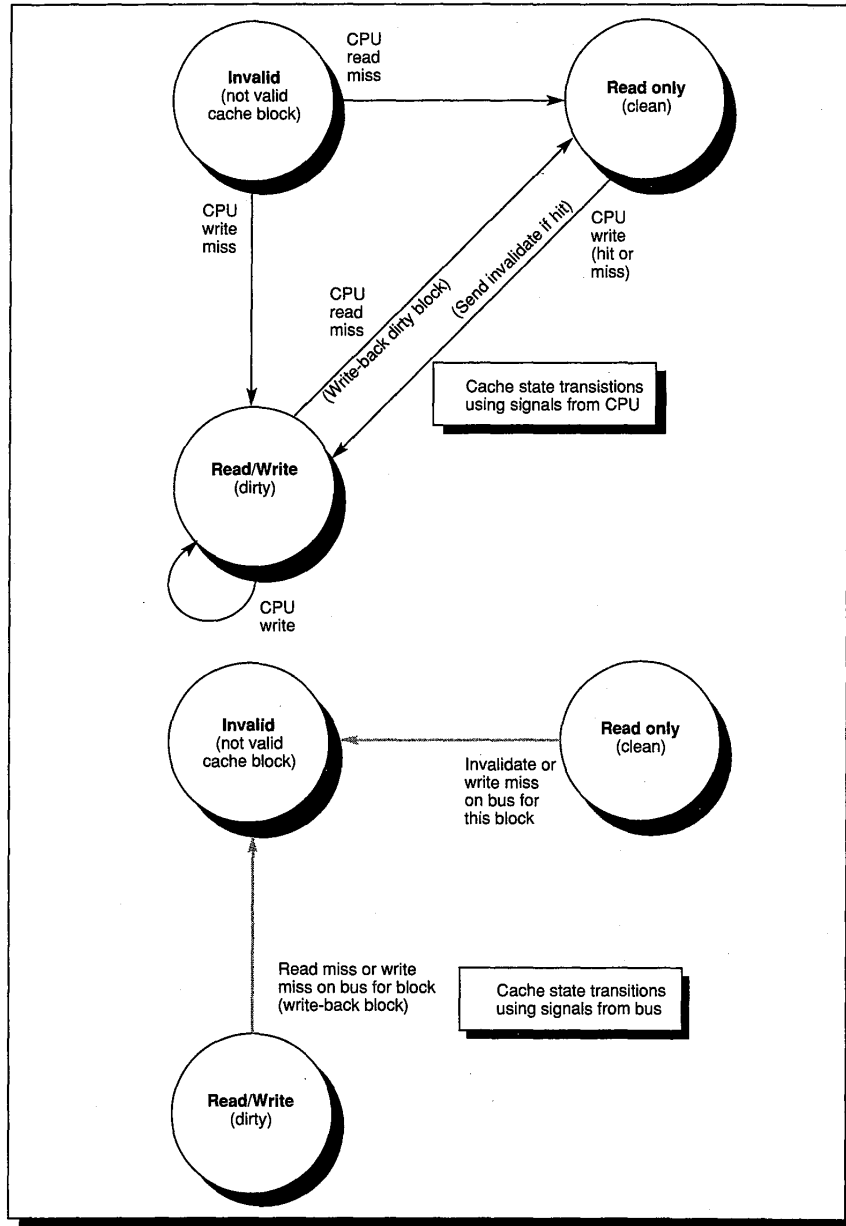 Invalid
(not valid
cache block)
CPU
read
miss
Read only
(clean)
CPU
write
miss
CPU
read
miss
(Write-back dirty block)
(Send invalidate if hit)
CPU
write
(hit or
miss)
Cache state transistions
using signals from CPU
Read/Write
(dirty)
CPU
write
Invalid
(not valid
cache block)
Read only
(clean)
Invalidate or
write miss
on bus for
this block
Read miss or write
miss on bus for block
(write-back block)
Cache state transitions
using signals from bus
Read/Write
(dirty)